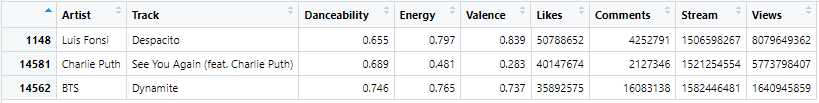 Artist Track Danceability Energy Valence Likes Comments Stream Views
1148 Luis Fonsi Despacito 0.655 0.797 0.839 50788652 4252791 1506598267 8079649362
14581 Charlie Puth See You Again (feat. Charlie Puth) 0.689 0.481 0.283 40147674 2127346 1521254554 5773798407
14562 BTS Dynamite 0.746 0.765 0.737 35892575 16083138 1582446481 1640945859